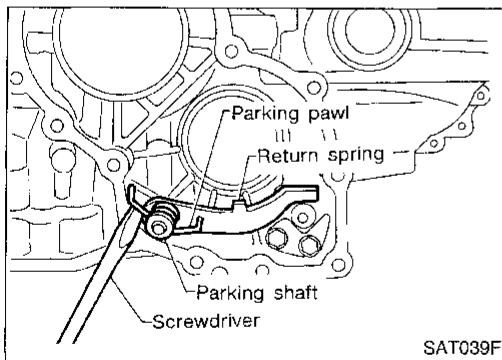 Parking pawl
Return spring
Parking shaft
Screwdriver
SAT039F